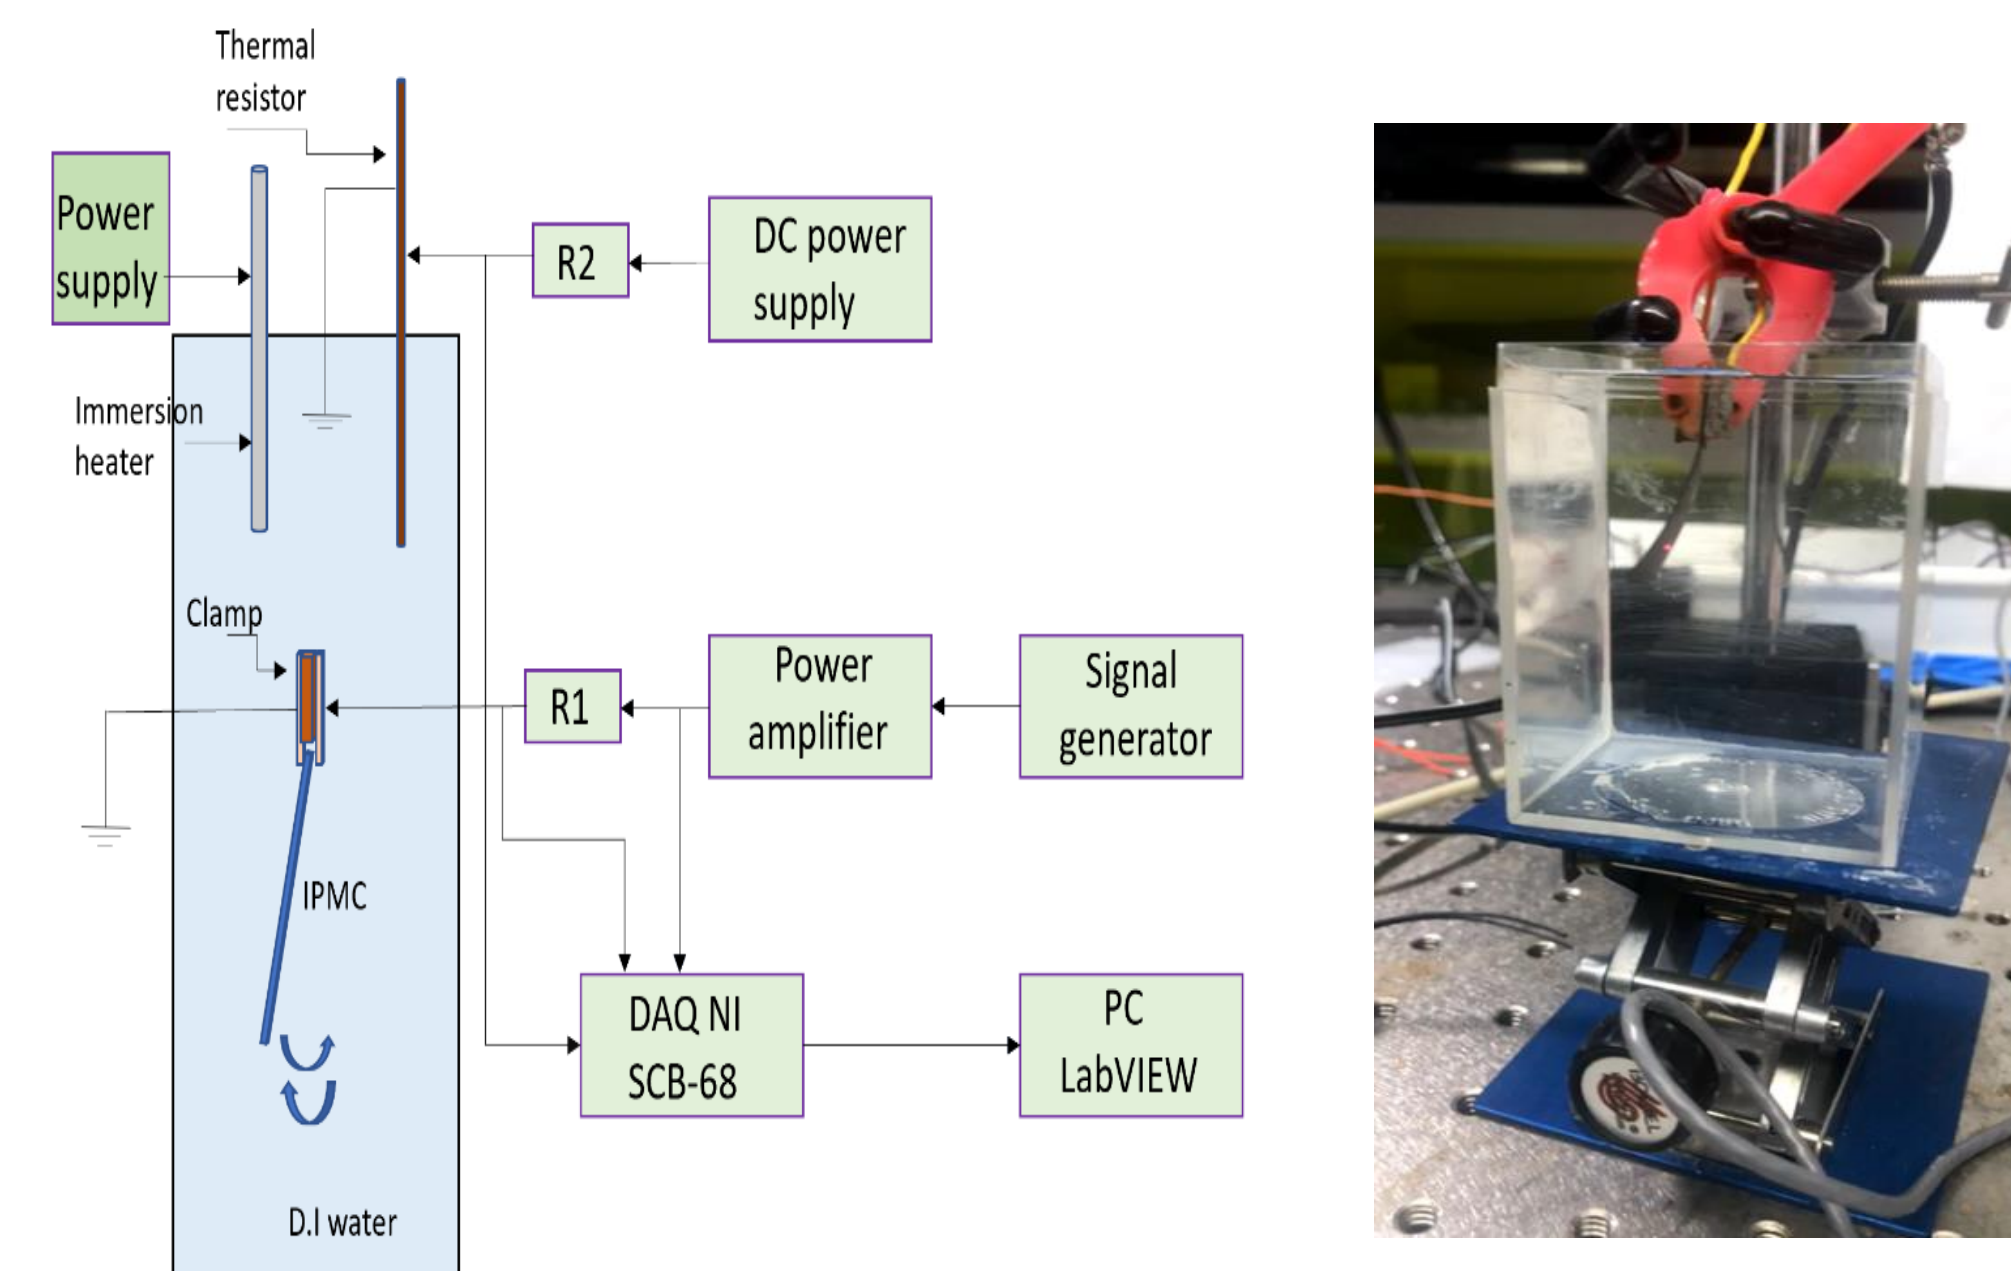 Thermal
resistor
Power
supply
R2
DC power
supply
Immersion
heater
Clamp
R1
Power
amplifier
Signal
generator
IPMC
DAQ NI
SCB-68
PC
LabVIEW
D.I water